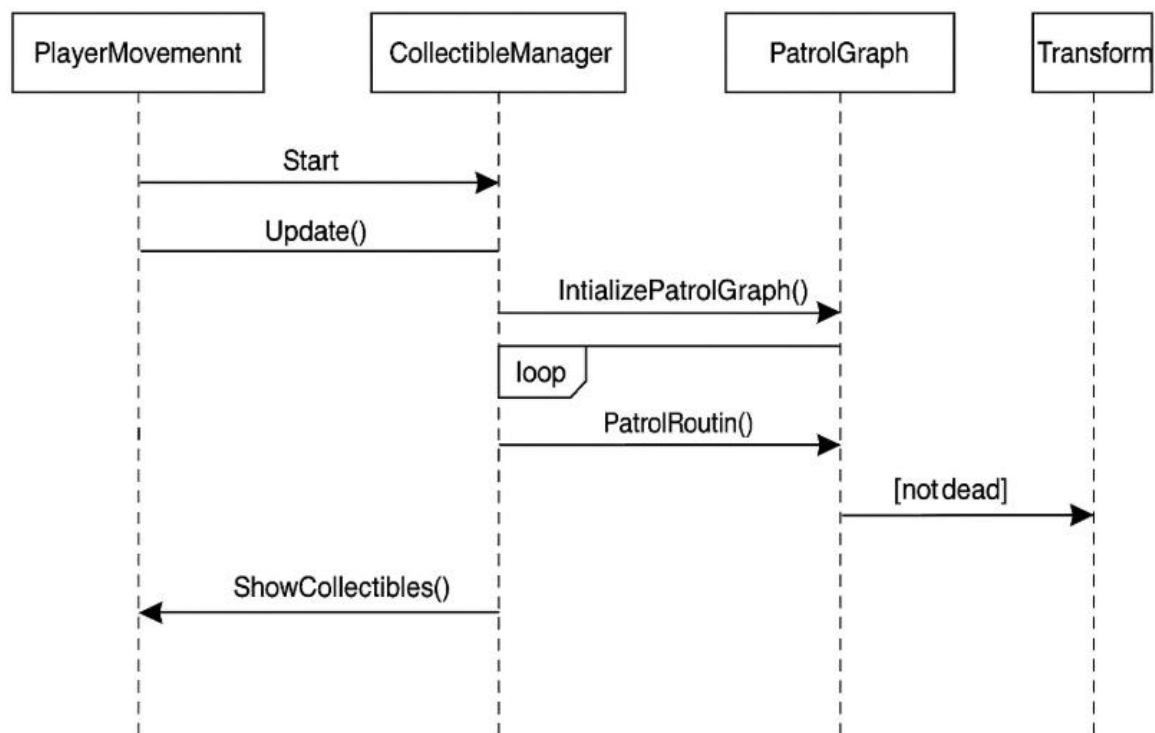 PlayerMovemennt
CollectibleManager
PatrolGraph
Transform
Start
Update()
IntializePatrolGraph()
loop
PatrolRoutin()
[not dead]
ShowCollectibles()